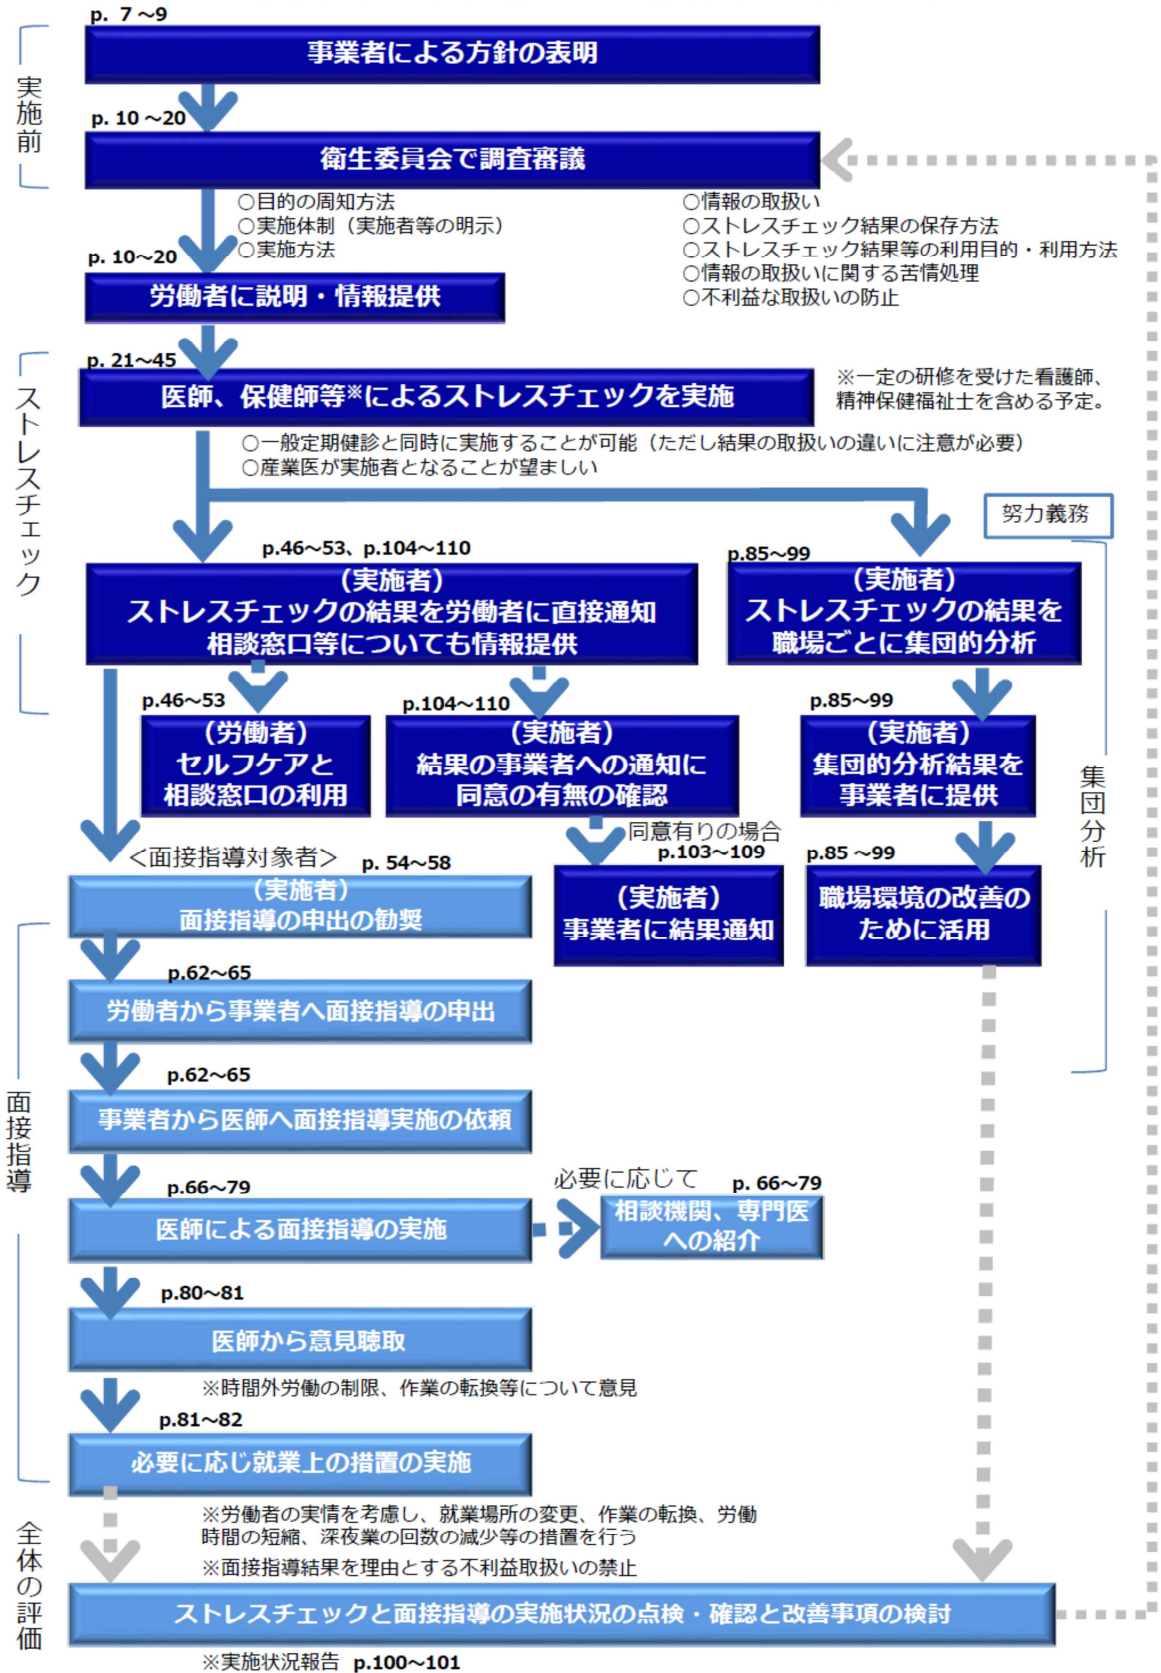 p. 7～9
事業者による方針の表明
実施前
p. 10 ～20
衛生委員会で調査審議
○目的の周知方法
○実施体制（実施者等の明示）
○実施方法
○情報の取扱い
○ストレスチェック結果の保存方法
○ストレスチェック結果等の利用目的・利用方法
○情報の取扱いに関する苦情処理
○不利益な取扱いの防止
p. 10～20
労働者に説明・情報提供
ストレスチェック
p. 21～45
医師、保健師等※によるストレスチェックを実施
※一定の研修を受けた看護師、
精神保健福祉士を含める予定。
○一般定期健診と同時に実施することが可能（ただし結果の取扱いの違いに注意が必要）
○産業医が実施者となることが望ましい
努力義務
p.46～53、p.104～110
（実施者）
ストレスチェックの結果を労働者に直接通知
相談窓口等についても情報提供
p.85～99
（実施者）
ストレスチェックの結果を
職場ごとに集団的分析
p.46～53
（労働者）
セルフケアと
相談窓口の利用
p.104～110
（実施者）
結果の事業者への通知に
同意の有無の確認
p.85～99
（実施者）
集団的分析結果を
事業者に提供
集団分析
同意有りの場合
p.103～109
（実施者）
事業者に結果通知
p.85 ～99
職場環境の改善の
ために活用
＜面接指導対象者＞
p. 54～58
（実施者）
面接指導の申出の勧奨
面接指導
p.62～65
労働者から事業者へ面接指導の申出
p.62～65
事業者から医師へ面接指導実施の依頼
p.66～79
医師による面接指導の実施
必要に応じて
p. 66～79
相談機関、専門医
への紹介
p.80～81
医師から意見聴取
※時間外労働の制限、作業の転換等について意見
p.81～82
必要に応じ就業上の措置の実施
※労働者の実情を考慮し、就業場所の変更、作業の転換、労働
時間の短縮、深夜業の回数の減少等の措置を行う
※面接指導結果を理由とする不利益取扱いの禁止
全体の評価
ストレスチェックと面接指導の実施状況の点検・確認と改善事項の検討
※実施状況報告 p.100～101